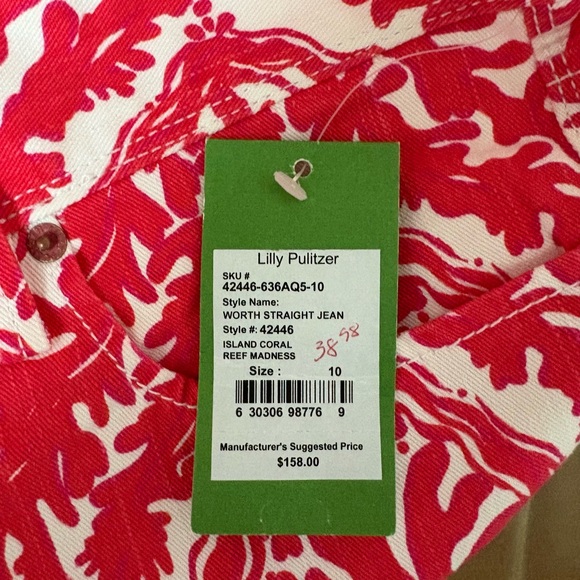 Lilly Pulitzer
SKU #
42446-636AQ5-10
Style Name:
WORTH STRAIGHT JEAN
Style #: 42446
ISLAND CORAL
REEF MADNESS
38 98
Size : 10
6 30306 98776 9
Manufacturer's Suggested Price
$158.00